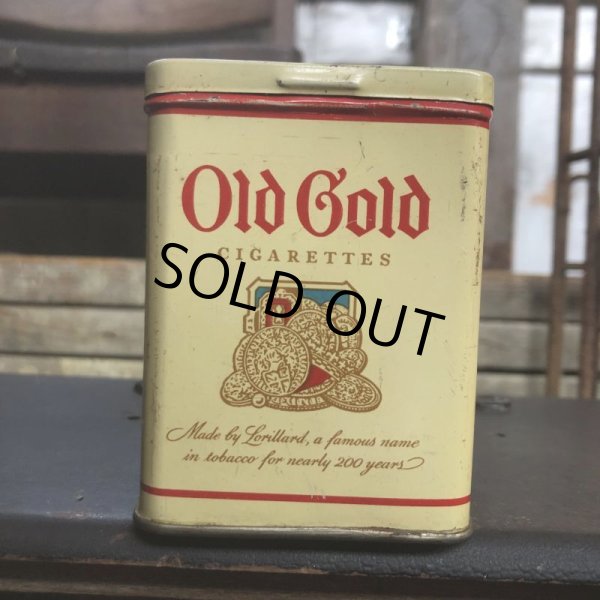 Old Gold
CIGARETTES
SOLD OUT
Made by Lorillard, a famous name
in tobacco for nearly 200 years